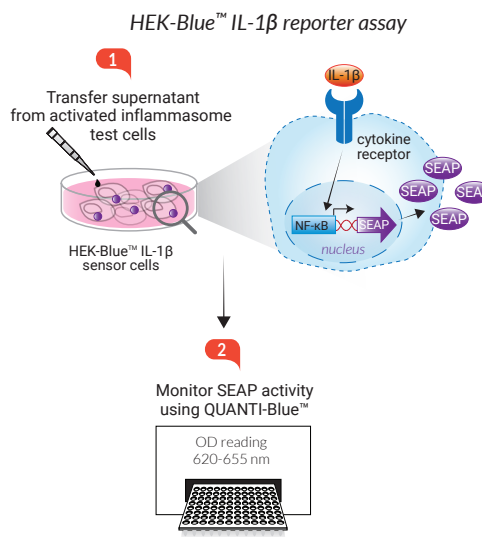 HEK-Blue™ IL-1β reporter assay
1
Transfer supernatant
from activated inflammasome
test cells
HEK-Blue™ IL-1β
sensor cells
IL-1β
cytokine
receptor
NF-κB
SEAP
nucleus
SEAP
SEAP
SEAP
SEAP
2
Monitor SEAP activity
using QUANTI-Blue™
OD reading
620-655 nm